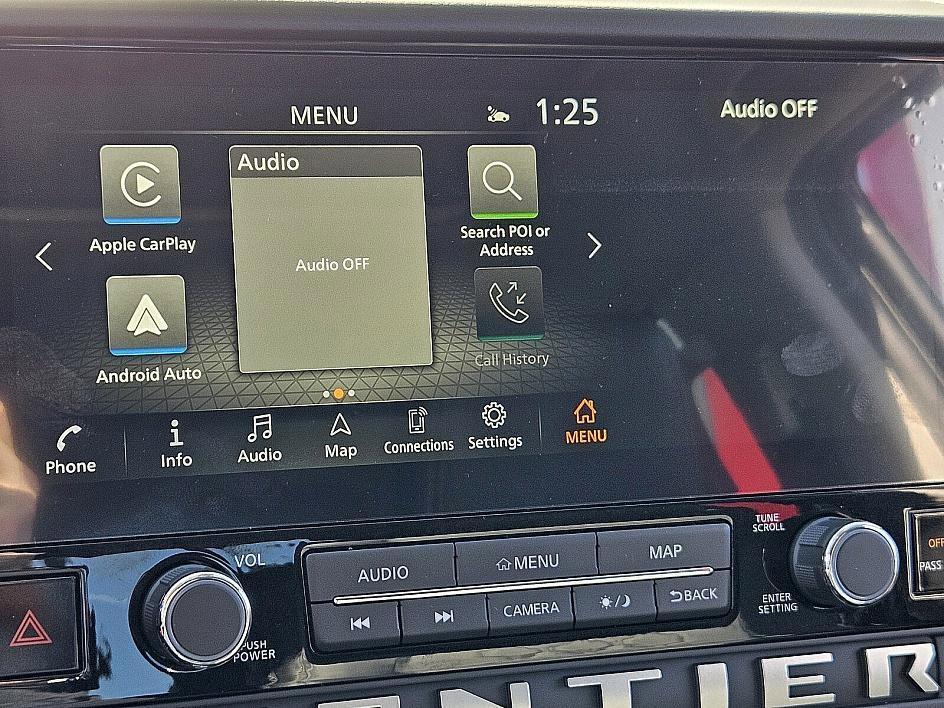 MENU
1:25
Audio OFF
Apple CarPlay
Audio
Audio OFF
Search POI or
Address
Android Auto
Call History
Phone
Info
Audio
Map
Connections
Settings
MENU
VOL
PUSH
POWER
AUDIO
MENU
MAP
CAMERA
BACK
TUNE
SCROLL
ENTER
SETTING
OFF
PASS
NTIER